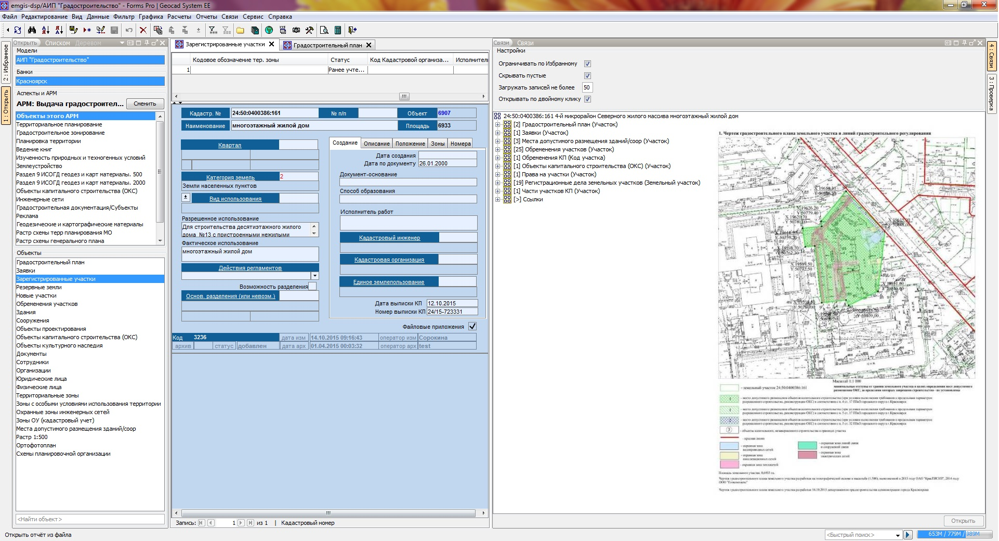 emgis-dsp/АИП "Градостроительство" - Forms Pro | Geocad System EE
Файл Редактирование Вид Данные Фильтр Графика Расчеты Отчеты Связи Сервис Справка
2 : Избранное
1 : Открыть
Открыть Списком Деревом
Модели
АИП "Градостроительство"
Банки
Красноярск
Аспекты и АРМ
АРМ: Выдача градостроител... Сменить
Объекты этого АРМ
Территориальное планирование
Градостроительное зонирование
Планировка территории
Ведение книг
Изученность природных и техногенных условий
Землеустройство
Раздел 9 ИСОГД геодез и карт материалы. 500
Раздел 9 ИСОГД геодез и карт материалы. 2000
Объекты капитального строительства (ОКС)
Инженерные сети
Градостроительная документация/Субъекты
Реклама
Геодезические и картографические материалы
Растр схемы терр планирования МО
Растр схемы генерального плана
Объекты
Градостроительный план
Заявки
Зарегистрированные участки
Резервные земли
Новые участки
Обременения участков
Здания
Сооружения
Объекты проектирования
Объекты капитального строительства (ОКС)
Объекты культурного наследия
Документы
Сотрудники
Организации
Юридические лица
Физические лица
Территориальные зоны
Зоны с особыми условиями использования территории
Охранные зоны инженерных сетей
Зоны ОУ (кадастровый учет)
Места допустимого размещения зданий/соор
Растр 1:500
Ортофотоплан
Схемы планировочной организации
<Найти объект>
Открыть отчёт из файла
Зарегистрированные участки
Градостроительный план
Кодовое обозначение тер. зоны Статус Код Кадастровой организа... Исполнител
1 Ранее учте...
Кадастр. № 24:50:0400386:161 № п/п Объект 6907
Наименование многоэтажный жилой дом Площадь 6933
Квартал
Категория земель 2
Земли населенных пунктов
Вид использования
Разрешенное использование
Для строительства десятиэтажного жилого
дома №13 с пристроенными нежилыми
Фактическое использование
многоэтажный жилой дом
Действия регламентов
Возможность разделения
Основ. разделения (или невозм.)
Создание Описание Положение Зоны Номера
Дата создания
Дата по документу 26.01.2000
Документ-основание
Способ образования
Исполнитель работ
Кадастровый инженер
Кадастровая организация
Единое землепользование
Дата выписки КП 12.10.2015
Номер выписки КП 24/15-723331
Файловые приложения
Код 3236 дата изм 14.10.2015 09:16:43 оператор изм Сорокина
архив статус добавлен дата арх 01.04.2015 00:03:32 оператор арх test
Запись: 1 из 1 | Кадастровый номер
Связи Связи
Настройки
Ограничивать по Избранному
Скрывать пустые
Загружать записей не более 50
Открывать по двойному клику
24:50:0400386:161 4-й микрорайон Северного жилого массива многоэтажный жилой дом
[2] Градостроительный план (Участок)
[1] Заявки (Участок)
[3] Места допустимого размещения зданий/соор (Участок)
[25] Обременения участков (Участок)
[1] Обременения КП (Код участка)
[1] Объекты капитального строительства (ОКС) (Участок)
[1] Права на участки (Участок)
[19] Регистрационные дела земельных участков (Земельный участок)
[1] Части участков КП (Участок)
[>] Ссылки
1. Чертеж градостроительного плана земельного участка и линий градостроительного регулирования
Масштаб 1:1 000
- земельный участок 24:50:0400386:161
- красная линия
Площадь земельного участка: 0,6933 га.
Открыть
<Быстрый поиск>
653M / 779M / 989M
4 : Связи
3 : Проверка